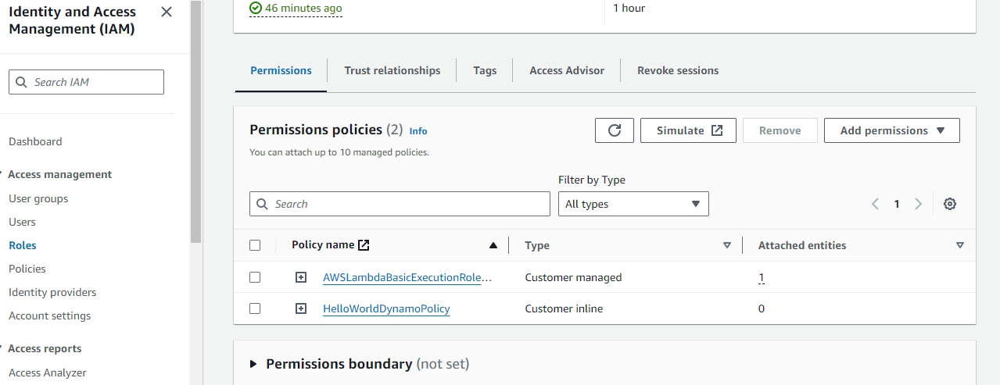 Identity and Access
Management (IAM)
Search IAM
Dashboard
Access management
User groups
Users
Roles
Policies
Identity providers
Account settings
Access reports
Access Analyzer
46 minutes ago
1 hour
Permissions
Trust relationships
Tags
Access Advisor
Revoke sessions
Permissions policies (2) Info
You can attach up to 10 managed policies.
Simulate
Remove
Add permissions
Filter by Type
Search
All types
1
Policy name
Type
Attached entities
AWSLambdaBasicExecutionRole…
Customer managed
1
HelloWorldDynamoPolicy
Customer inline
0
Permissions boundary (not set)